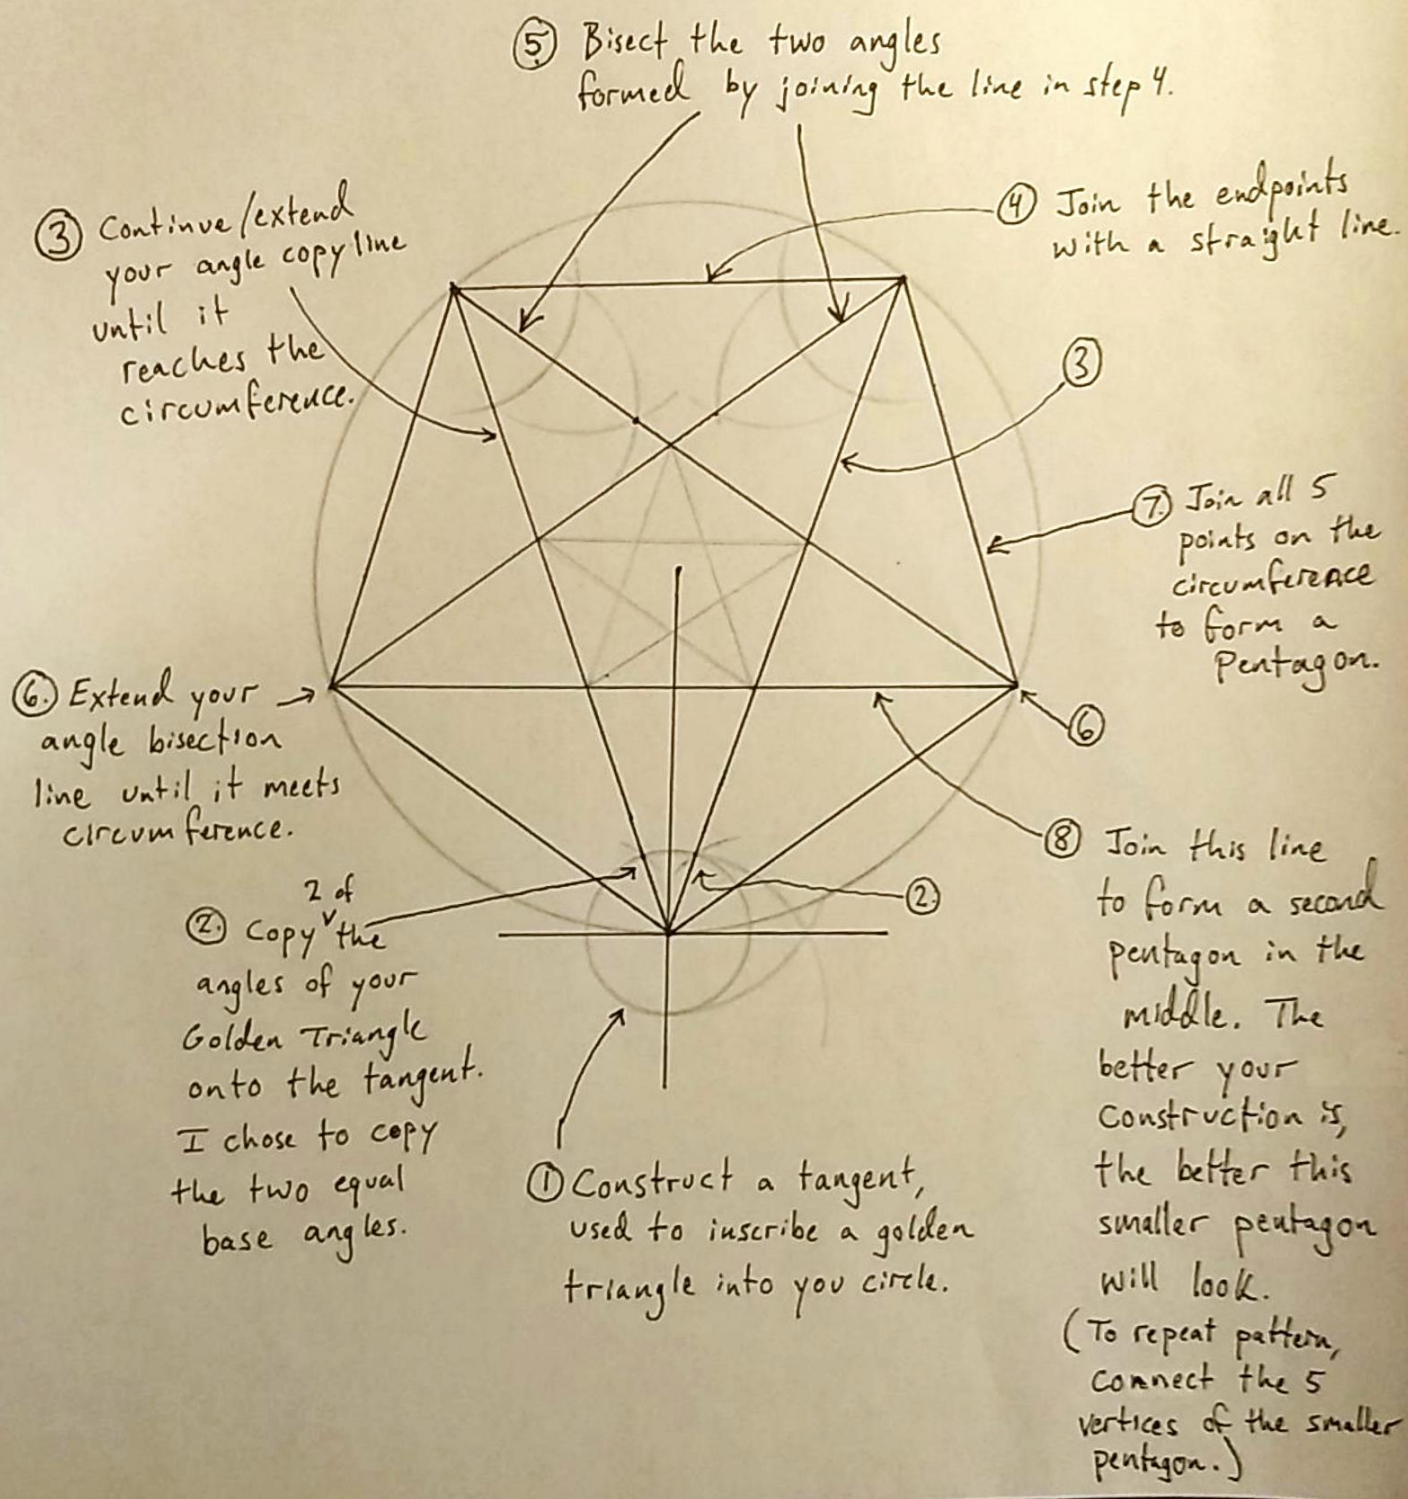 ⑤ Bisect the two angles
formed by joining the line in step 4.
③ Continue/extend
your angle copy line
until it
reaches the
circumference.
④ Join the endpoints
with a straight line.
③
⑦ Join all 5
points on the
circumference
to form a
Pentagon.
⑥. Extend your
angle bisection
line until it meets
circumference.
⑥
⑧ Join this line
to form a second
pentagon in the
middle. The
better your
construction is,
the better this
smaller pentagon
will look.
(To repeat pattern,
connect the 5
vertices of the smaller
pentagon.)
2 of
②. Copy ˅ the
angles of your
Golden Triangle
onto the tangent.
I chose to copy
the two equal
base angles.
②.
① Construct a tangent,
used to inscribe a golden
triangle into you circle.